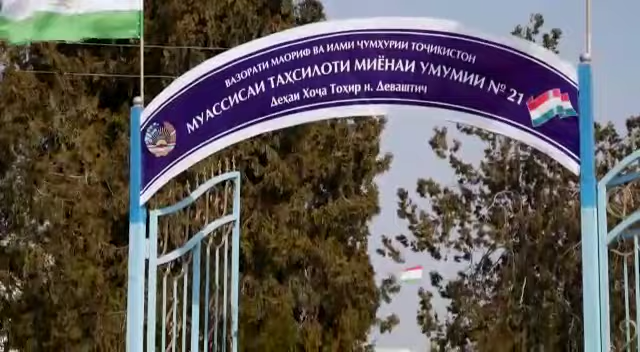 ВАЗОРАТИ МАОРИФ ВА ИЛМИ ҶУМҲУРИИ ТОҶИКИСТОН
МУАССИСАИ ТАҲСИЛОТИ МИЁНАИ УМУМИИ № 21
Деҳаи Хоҷа Тоҳир н. Деваштич